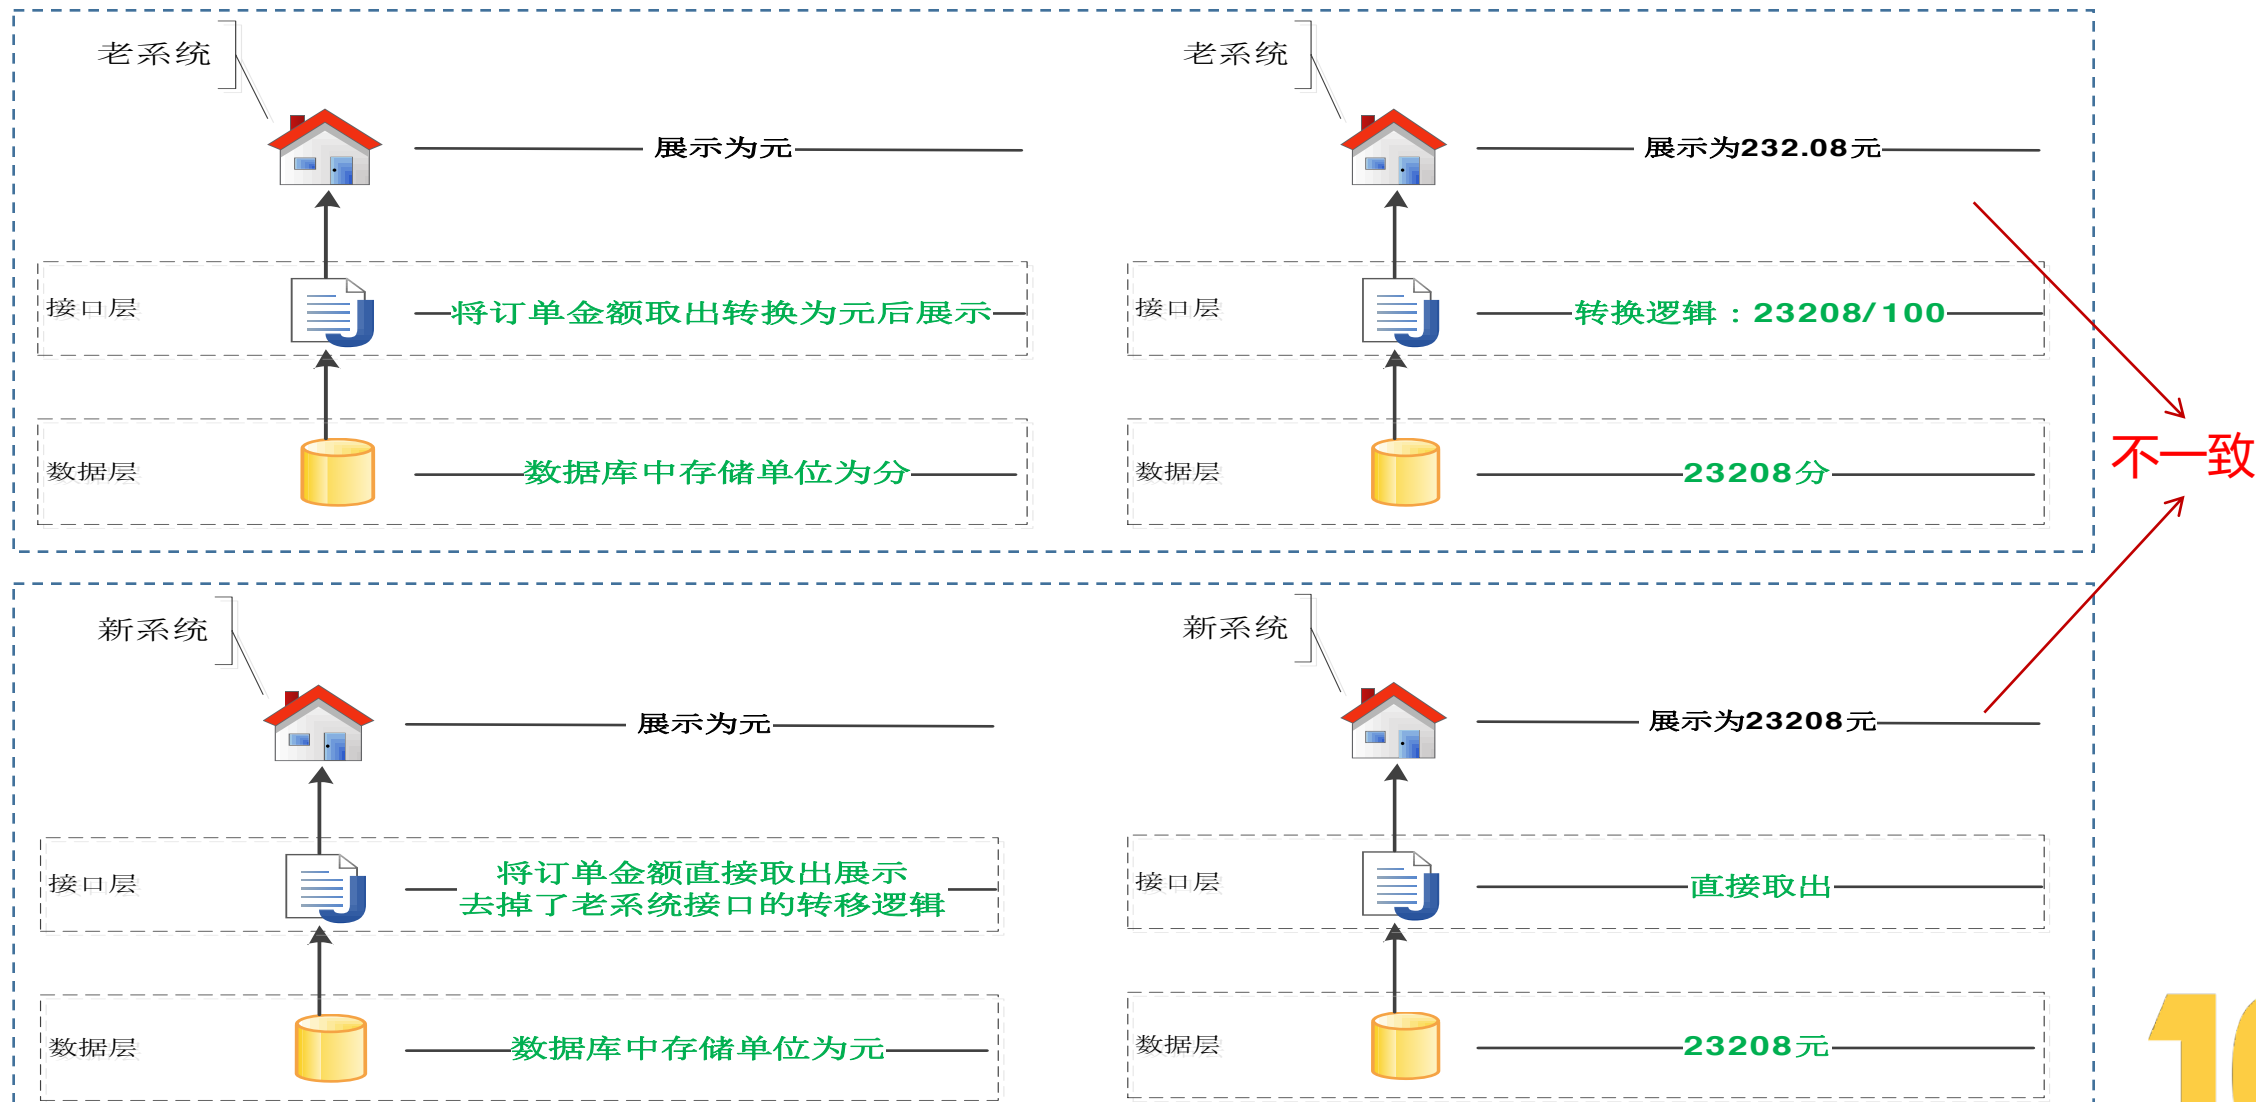 老系统
展示为元
接口层
将订单金额取出转换为元后展示
数据层
数据库中存储单位为分
老系统
展示为232.08元
接口层
转换逻辑：23208/100
数据层
23208分
不一致
新系统
展示为元
接口层
将订单金额直接取出展示
去掉了老系统接口的转移逻辑
数据层
数据库中存储单位为元
新系统
展示为23208元
接口层
直接取出
数据层
23208元